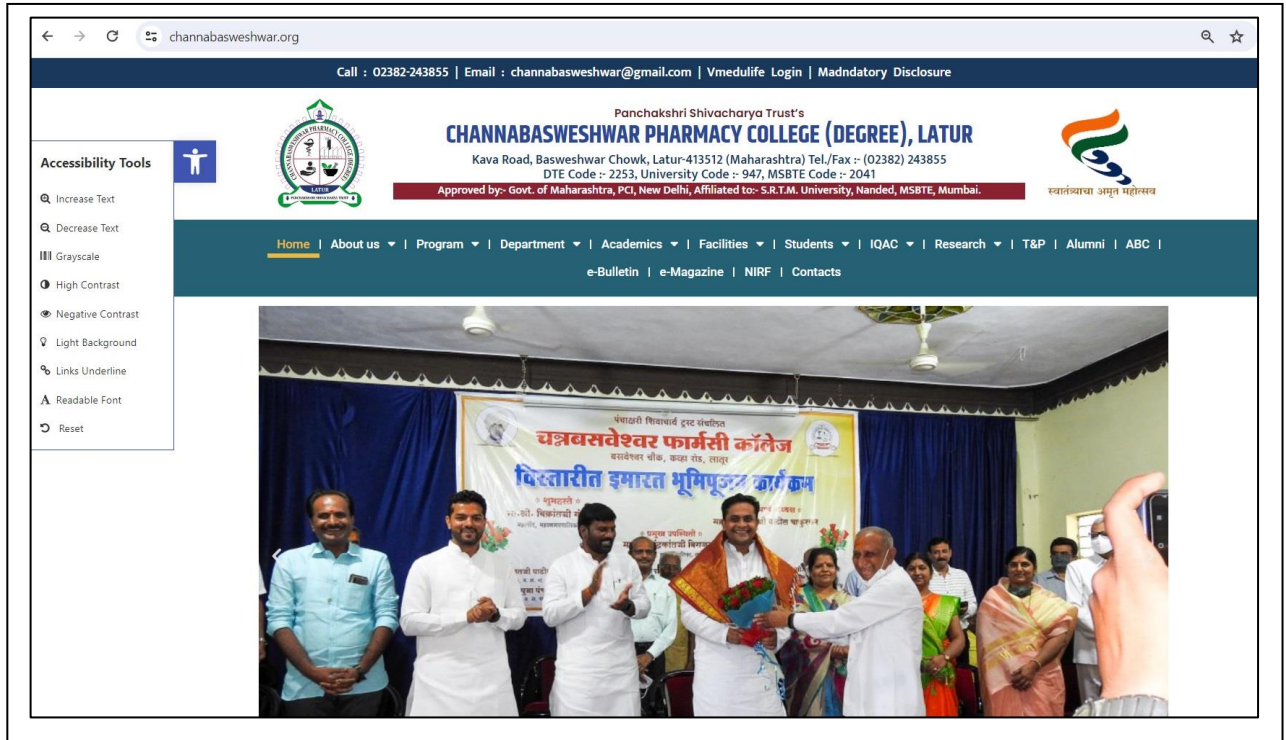 channabasweshwar.org
Call : 02382-243855 | Email : channabasweshwar@gmail.com | Vmedulife Login | Madndatory Disclosure
Panchakshri Shivacharya Trust's
CHANNABASWESHWAR PHARMACY COLLEGE (DEGREE), LATUR
Kava Road, Basweshwar Chowk, Latur-413512 (Maharashtra) Tel./Fax :- (02382) 243855
DTE Code :- 2253, University Code :- 947, MSBTE Code :- 2041
Approved by:- Govt. of Maharashtra, PCI, New Delhi, Affiliated to:- S.R.T.M. University, Nanded, MSBTE, Mumbai.
LATUR
स्वातंत्र्याचा अमृत महोत्सव
Accessibility Tools
Increase Text
Decrease Text
Grayscale
High Contrast
Negative Contrast
Light Background
Links Underline
Readable Font
Reset
Home | About us | Program | Department | Academics | Facilities | Students | IQAC | Research | T&P | Alumni | ABC |
e-Bulletin | e-Magazine | NIRF | Contacts
पंचाक्षरी शिवाचार्य ट्रस्ट संचलित
चन्नबसवेश्वर फार्मसी कॉलेज
बसवेश्वर चौक, कव्हा रोड, लातूर
विस्तारीत इमारत भूमिपूजन कार्यक्रम
शुभहस्ते
प्रमुख उपस्थिती